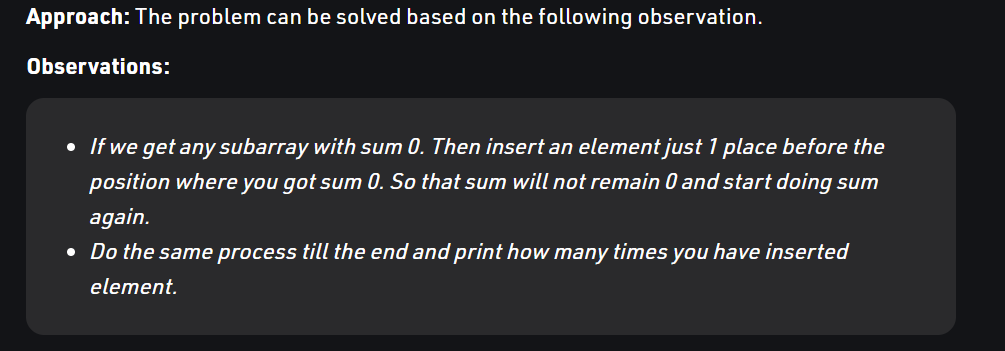 Approach: The problem can be solved based on the following observation.
Observations:
• If we get any subarray with sum 0. Then insert an element just 1 place before the
position where you got sum 0. So that sum will not remain 0 and start doing sum
again.
• Do the same process till the end and print how many times you have inserted
element.